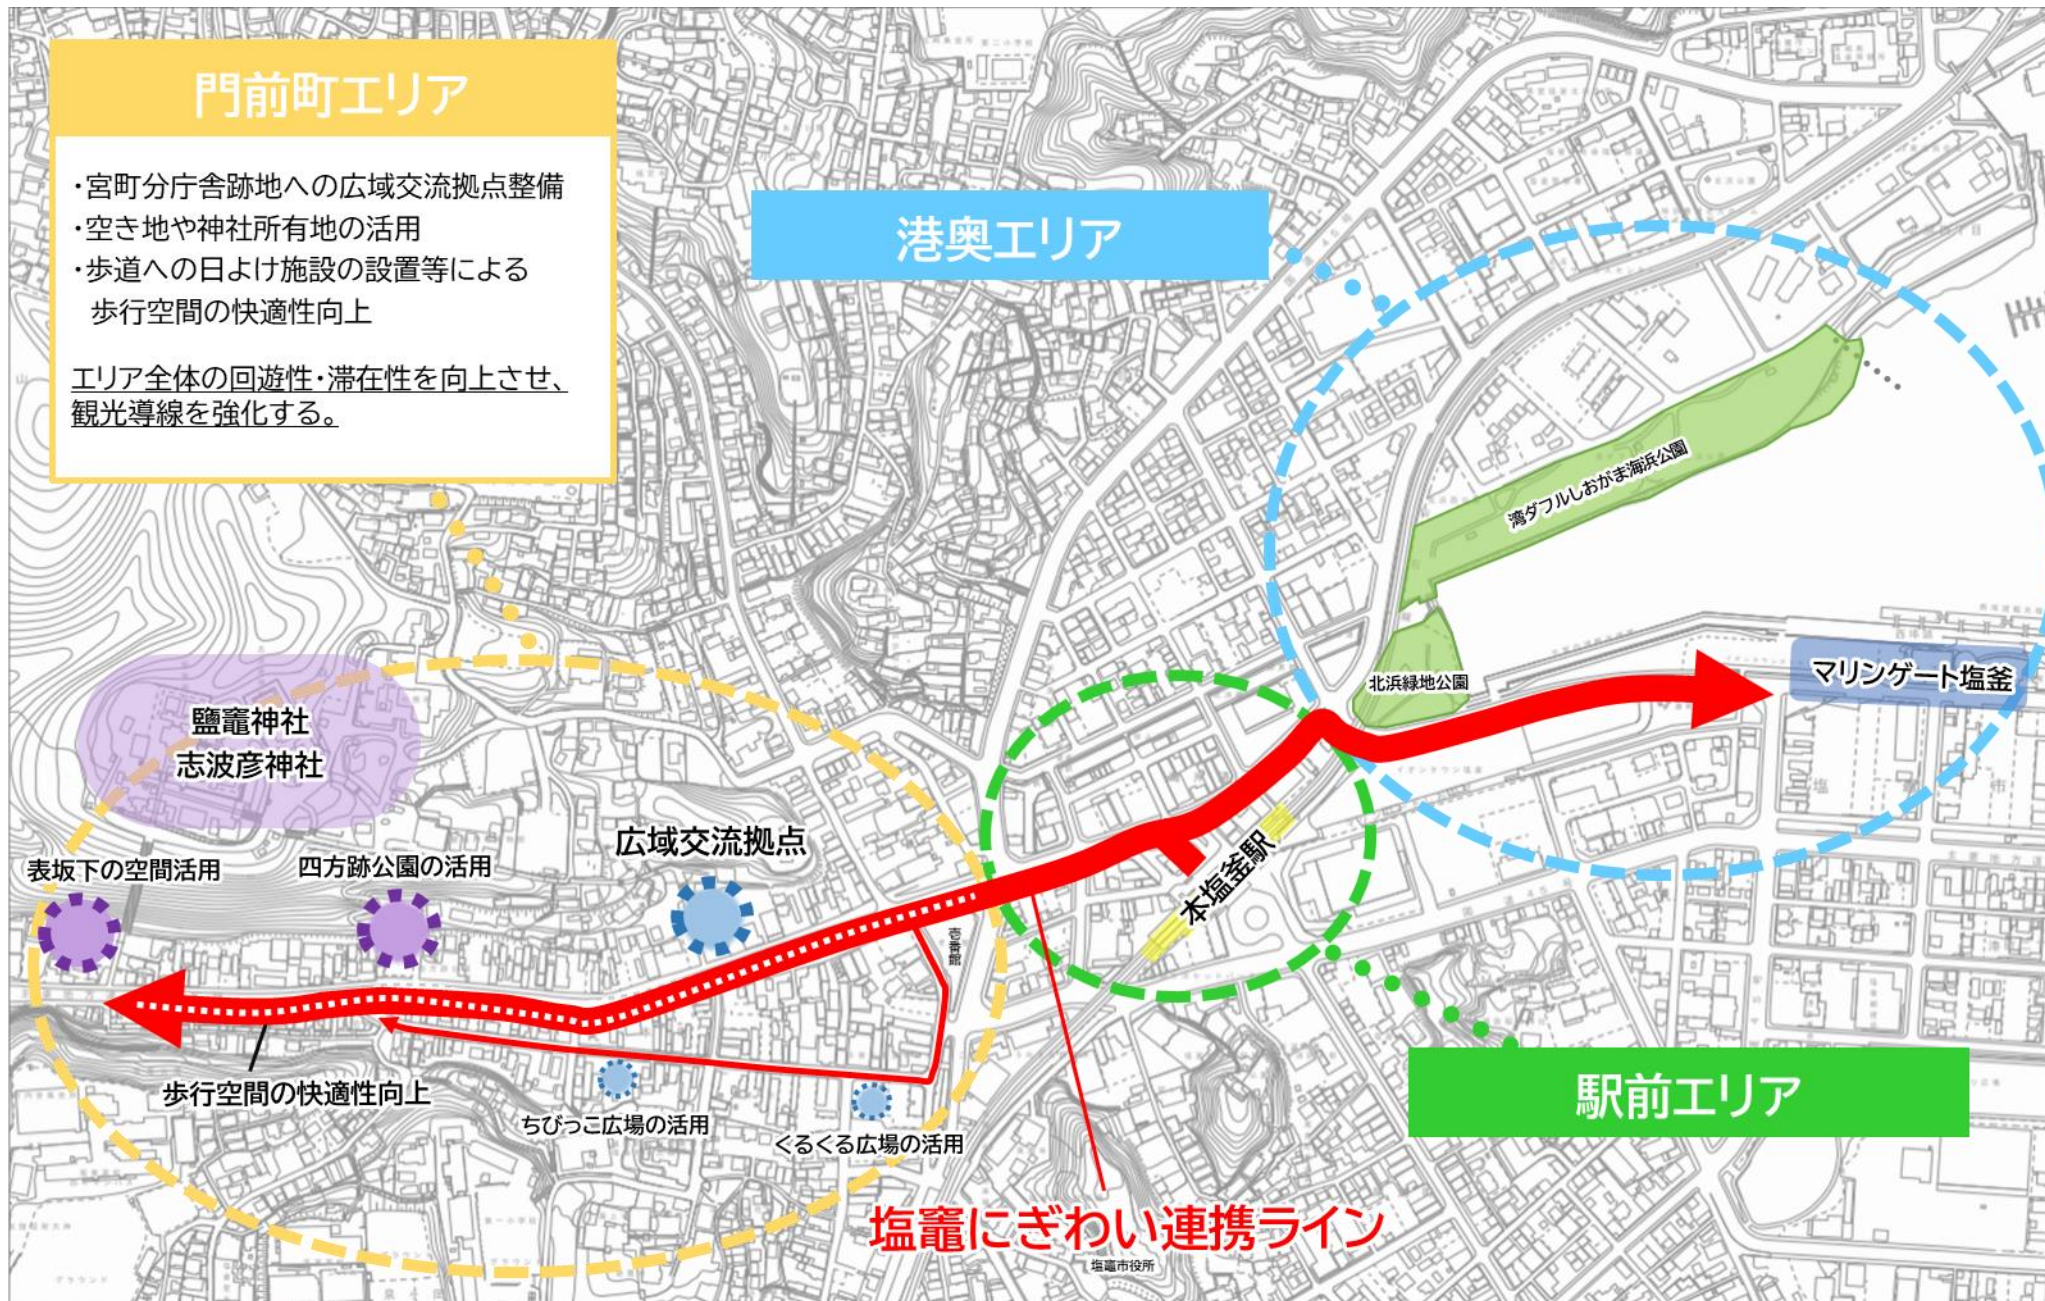 門前町エリア
・宮町分庁舎跡地への広域交流拠点整備
・空き地や神社所有地の活用
・歩道への日よけ施設の設置等による
歩行空間の快適性向上
エリア全体の回遊性・滞在性を向上させ、
観光導線を強化する。
港奥エリア
湾ダフルしおがま海浜公園
北浜緑地公園
マリンゲート塩釜
鹽竈神社
志波彦神社
表坂下の空間活用
四方跡公園の活用
広域交流拠点
本塩釜駅
壱番館
歩行空間の快適性向上
ちびっこ広場の活用
くるくる広場の活用
駅前エリア
塩竈にぎわい連携ライン
塩竈市役所